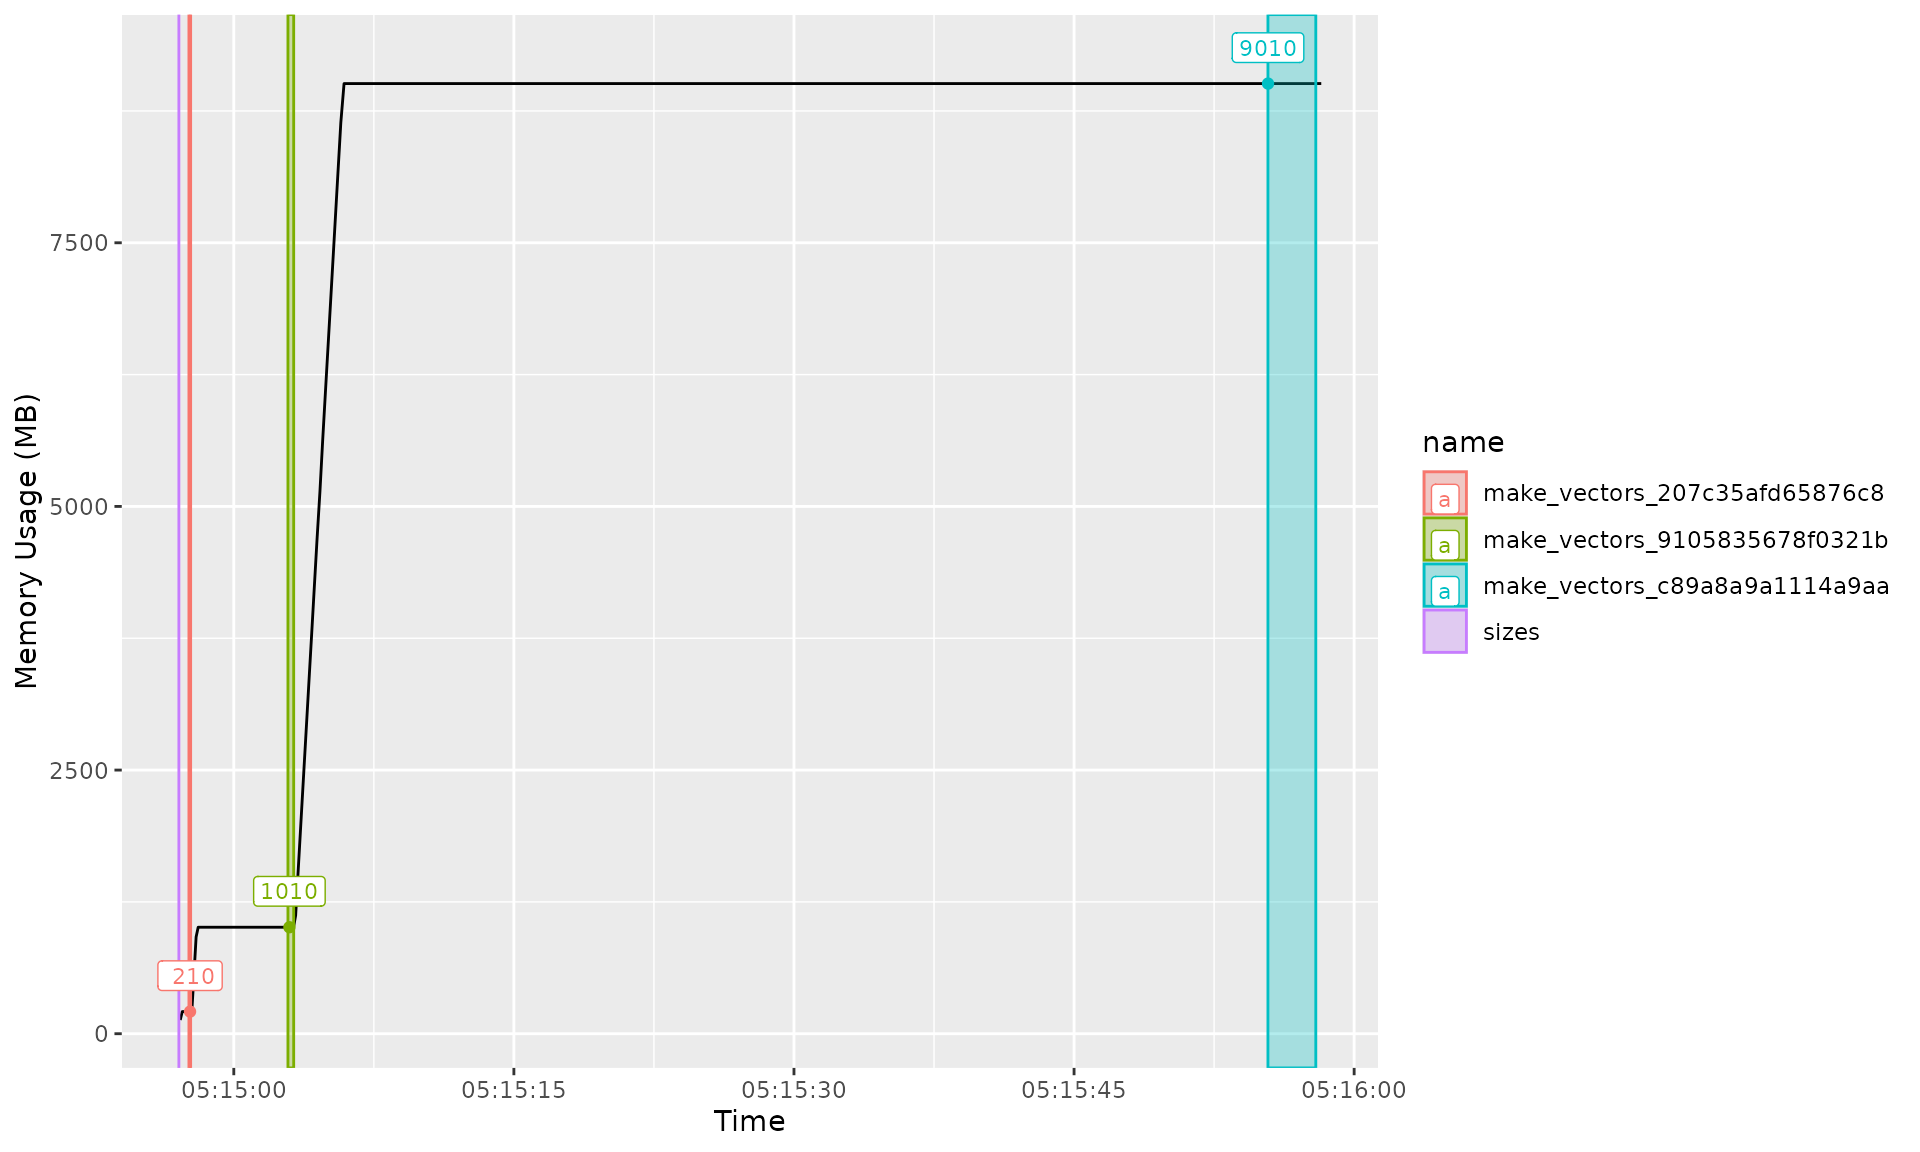 9010
7500
5000
2500
0
1010
210
Memory Usage (MB)
05:15:00
05:15:15
05:15:30
05:15:45
05:16:00
Time
name
a make_vectors_207c35afd65876c8
a make_vectors_9105835678f0321b
a make_vectors_c89a8a9a1114a9aa
sizes